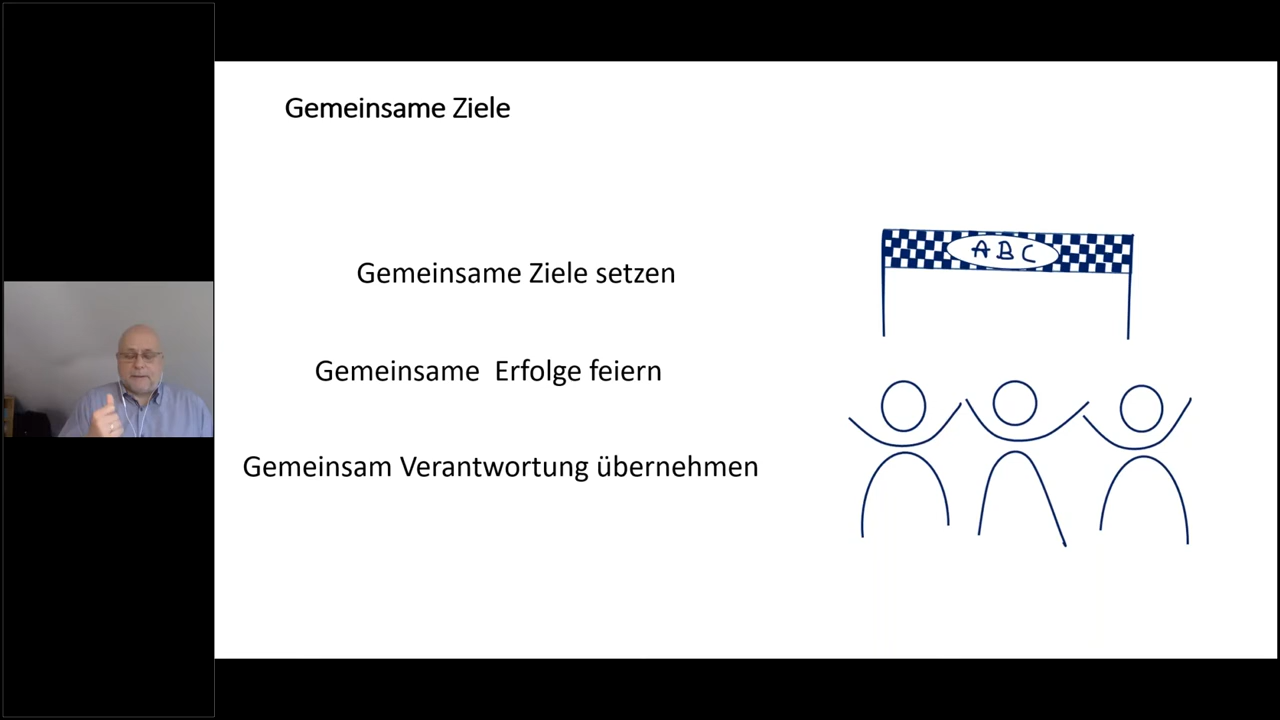 Gemeinsame Ziele
Gemeinsame Ziele setzen
Gemeinsame  Erfolge feiern
Gemeinsam Verantwortung übernehmen
ABC